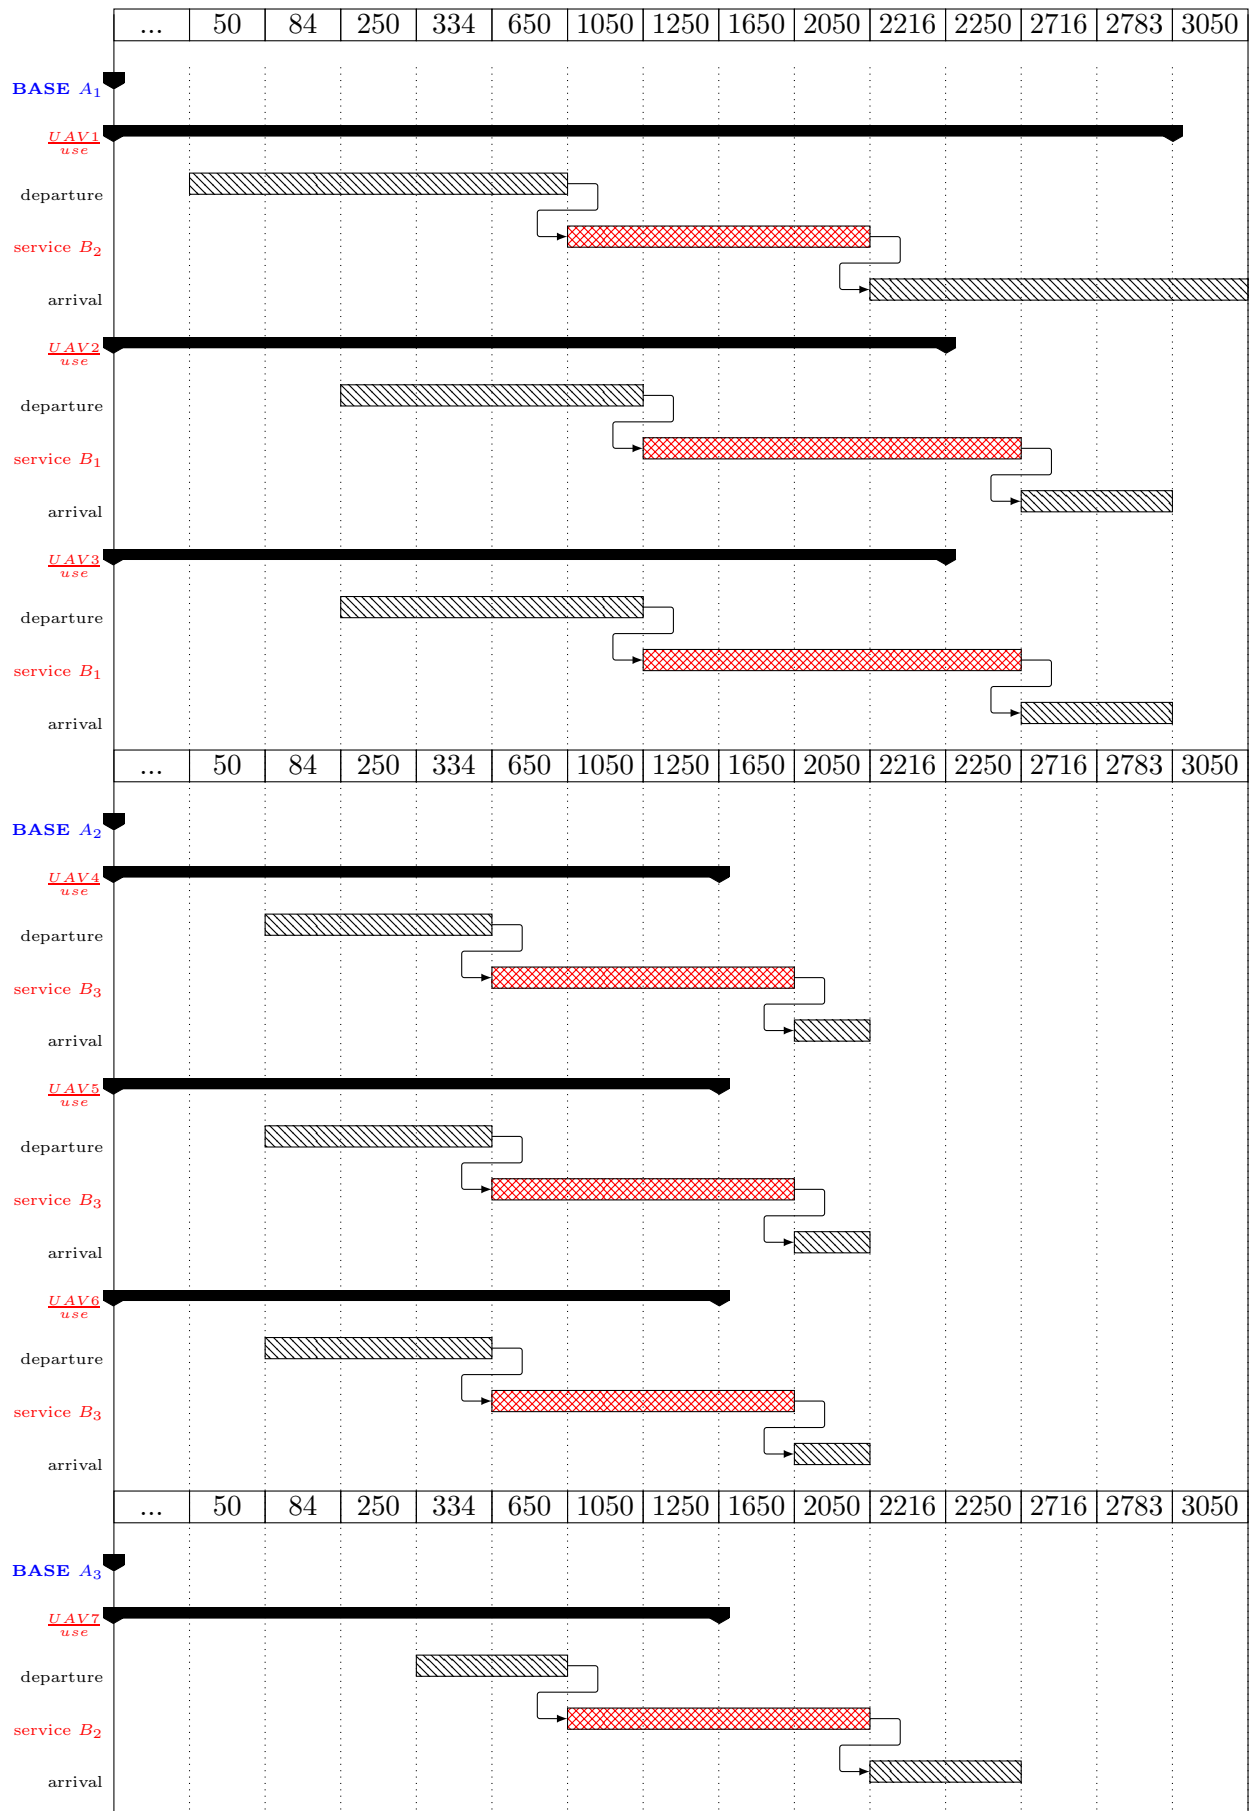 ... 50 84 250 334 650 1050 1250 1650 2050 2216 2250 2716 2783 3050
BASE A1
UAV1
use
departure
service B2
arrival
UAV2
use
departure
service B1
arrival
UAV3
use
departure
service B1
arrival
... 50 84 250 334 650 1050 1250 1650 2050 2216 2250 2716 2783 3050
BASE A2
UAV4
use
departure
service B3
arrival
UAV5
use
departure
service B3
arrival
UAV6
use
departure
service B3
arrival
... 50 84 250 334 650 1050 1250 1650 2050 2216 2250 2716 2783 3050
BASE A3
UAV7
use
departure
service B2
arrival